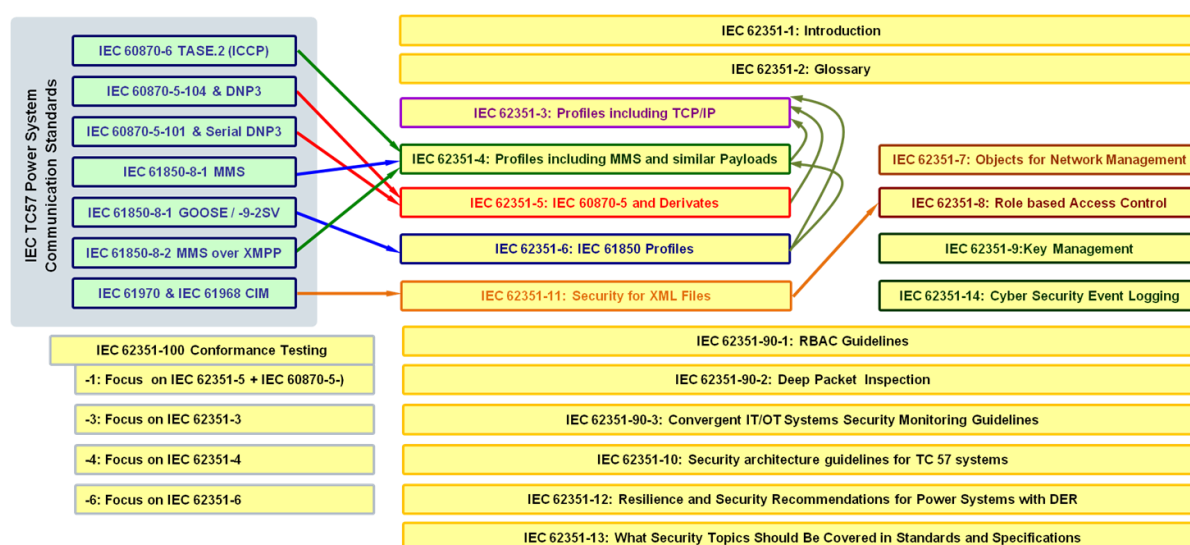 IEC TC57 Power System
Communication Standards
IEC 60870-6 TASE.2 (ICCP)
IEC 60870-5-104 & DNP3
IEC 60870-5-101 & Serial DNP3
IEC 61850-8-1 MMS
IEC 61850-8-1 GOOSE / -9-2SV
IEC 61850-8-2 MMS over XMPP
IEC 61970 & IEC 61968 CIM
IEC 62351-1: Introduction
IEC 62351-2: Glossary
IEC 62351-3: Profiles including TCP/IP
IEC 62351-4: Profiles including MMS and similar Payloads
IEC 62351-5: IEC 60870-5 and Derivates
IEC 62351-6: IEC 61850 Profiles
IEC 62351-11: Security for XML Files
IEC 62351-7: Objects for Network Management
IEC 62351-8: Role based Access Control
IEC 62351-9:Key Management
IEC 62351-14: Cyber Security Event Logging
IEC 62351-100 Conformance Testing
-1: Focus on IEC 62351-5 + IEC 60870-5-)
-3: Focus on IEC 62351-3
-4: Focus on IEC 62351-4
-6: Focus on IEC 62351-6
IEC 62351-90-1: RBAC Guidelines
IEC 62351-90-2: Deep Packet Inspection
IEC 62351-90-3: Convergent IT/OT Systems Security Monitoring Guidelines
IEC 62351-10: Security architecture guidelines for TC 57 systems
IEC 62351-12: Resilience and Security Recommendations for Power Systems with DER
IEC 62351-13: What Security Topics Should Be Covered in Standards and Specifications